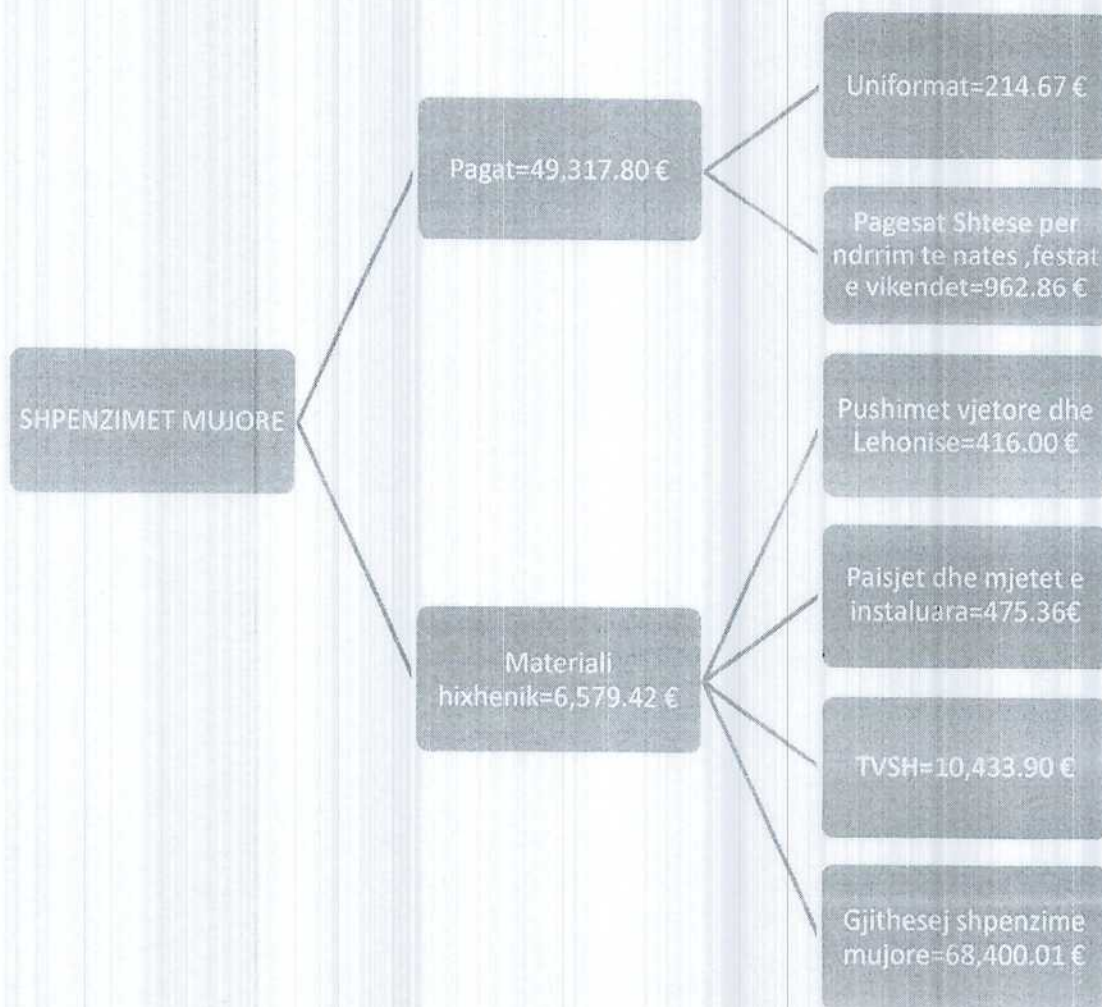 SHPENZIMET MUJORE
Pagat=49,317.80 €
Uniformat=214.67 €
Pagesat Shtese per
ndrrim te nates ,festat
e vikendet=962.86 €
Materiali
hixhenik=6,579.42 €
Pushimet vjetore dhe
Lehonise=416.00 €
Paisjet dhe mjetet e
instaluara=475.36€
TVSH=10,433.90 €
Gjithesej shpenzime
mujore=68,400.01 €